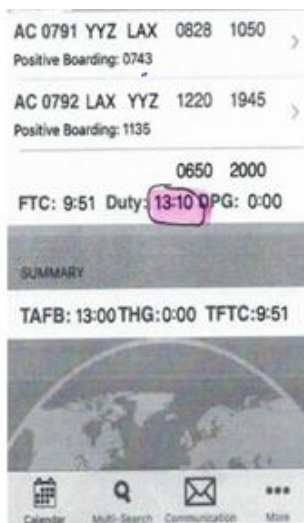 AC 0791 YYZ LAX 0828 1050
Positive Boarding: 0743
AC 0792 LAX YYZ 1220 1945
Positive Boarding: 1135
0650 2000
FTC: 9:51 Duty: 13:10 DPG: 0:00
SUMMARY
TAFB: 13:00 THG:0:00 TFTC:9:51
Calendar Multi-Search Communication More